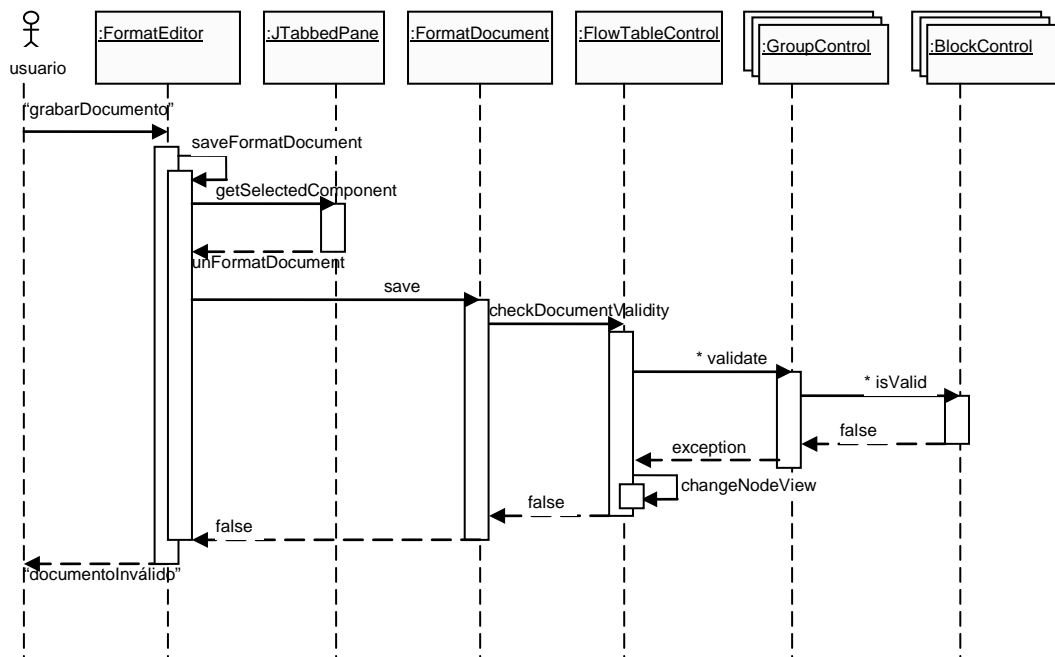 :FormatEditor
:JTabbedPane
:FormatDocument
:FlowTableControl
:GroupControl
:BlockControl
usuario
“grabarDocumento”
saveFormatDocument
getSelectedComponent
unFormatDocument
save
checkDocumentValidity
* validate
* isValid
false
exception
changeNodeView
false
false
“documentoInválido”